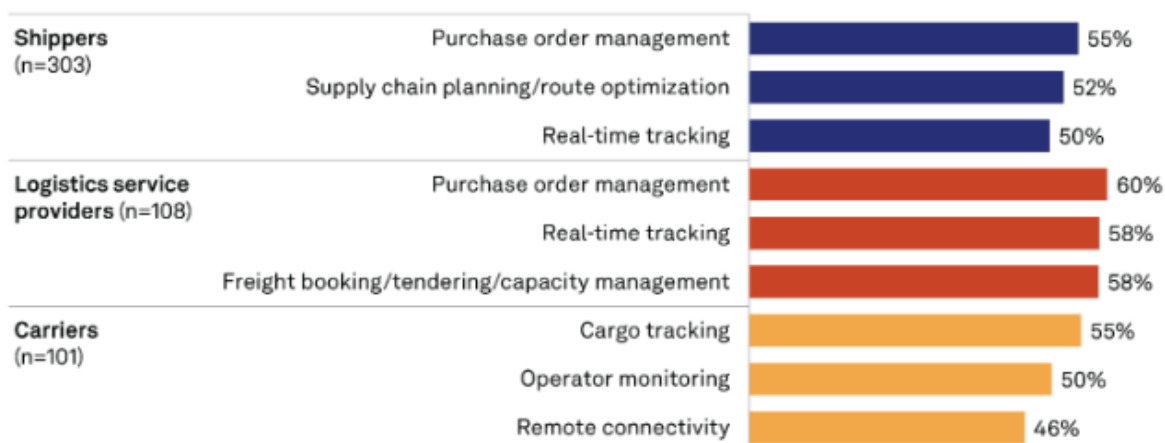 Shippers
(n=303)
Purchase order management 55%
Supply chain planning/route optimization 52%
Real-time tracking 50%
Logistics service
providers (n=108)
Purchase order management 60%
Real-time tracking 58%
Freight booking/tendering/capacity management 58%
Carriers
(n=101)
Cargo tracking 55%
Operator monitoring 50%
Remote connectivity 46%